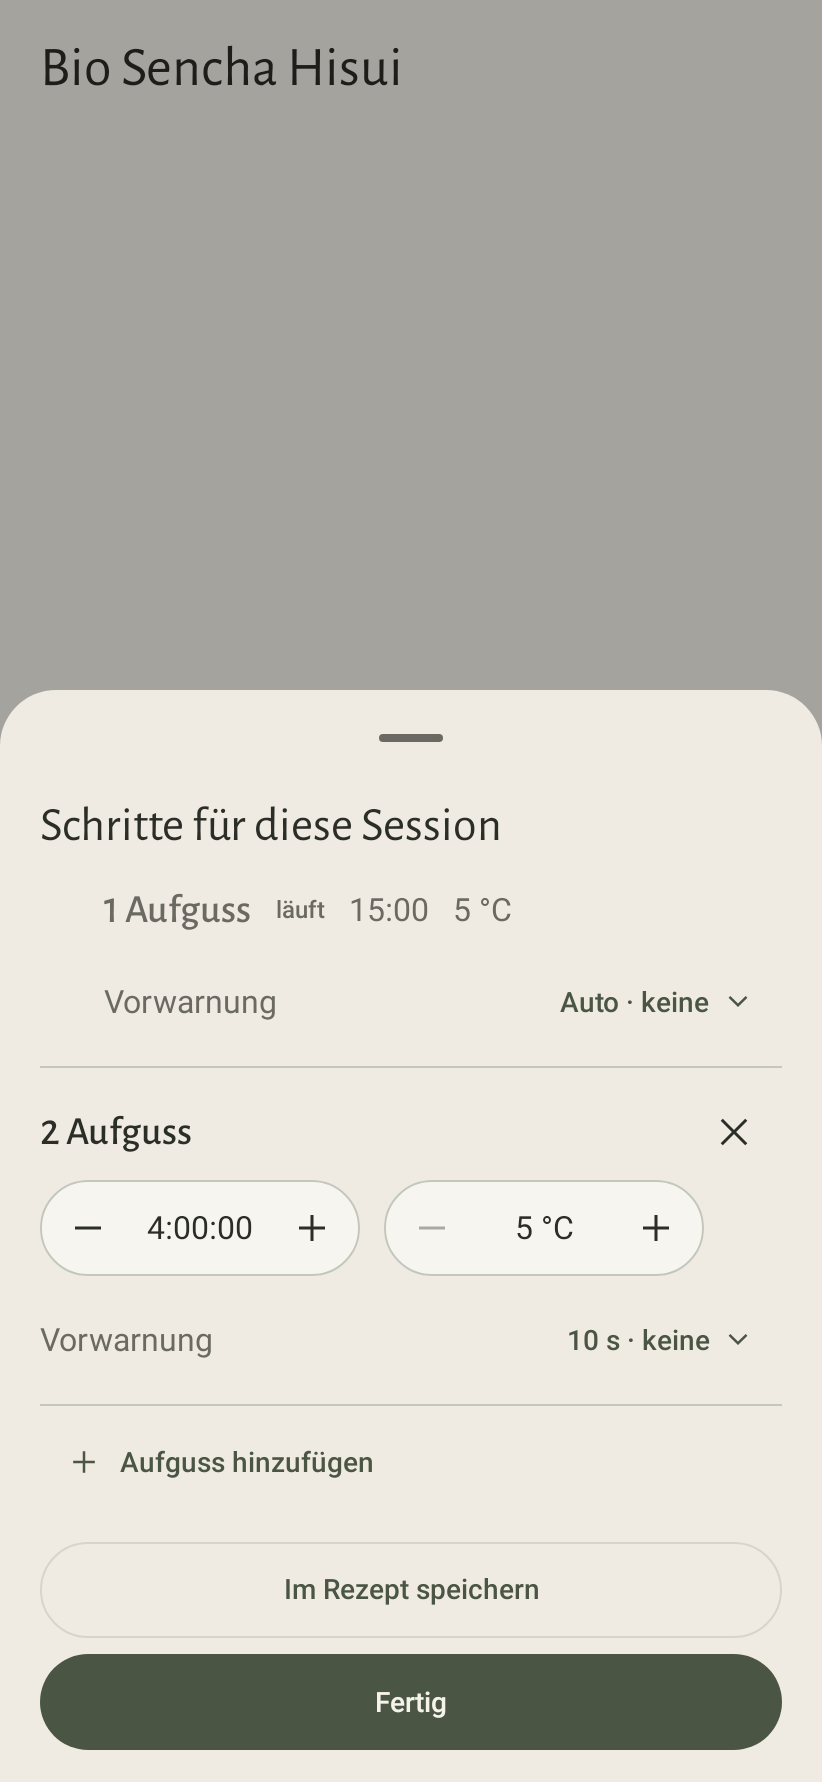 Bio Sencha Hisui
Schritte für diese Session
1 Aufguss läuft 15:00 5 °C
Vorwarnung Auto · keine
2 Aufguss
4:00:00 5 °C
Vorwarnung 10 s · keine
Aufguss hinzufügen
Im Rezept speichern
Fertig